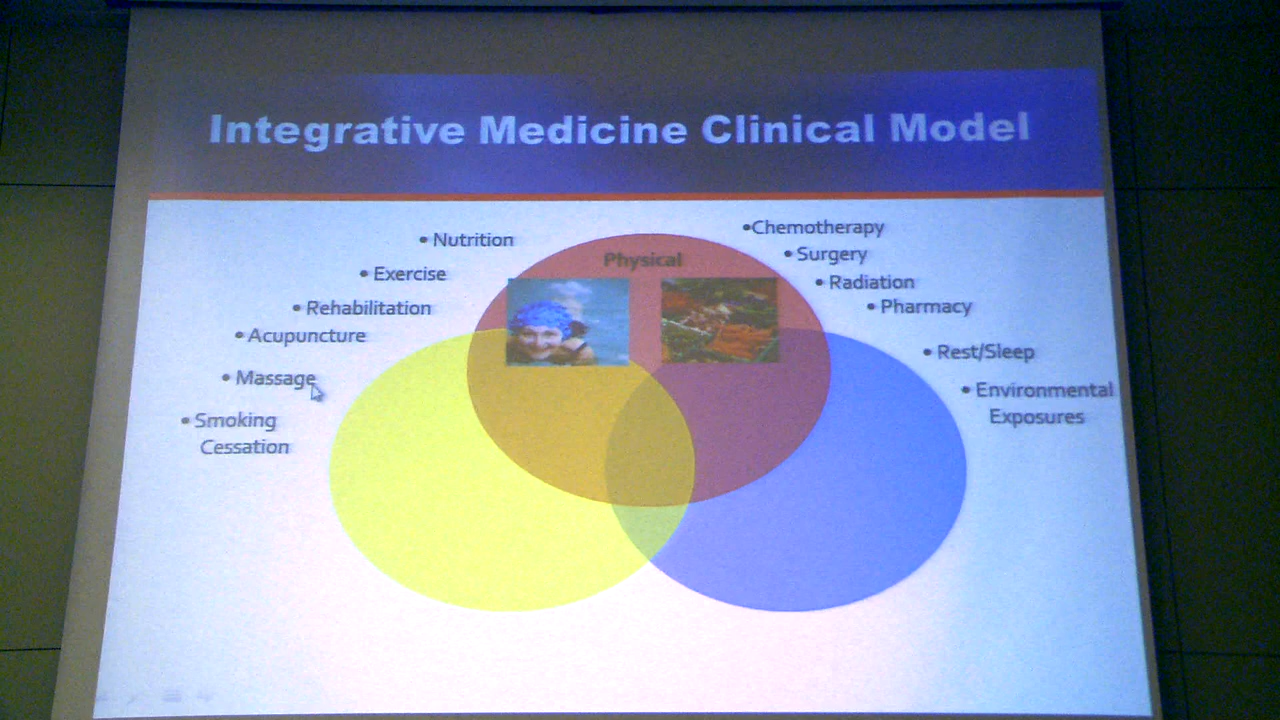 Integrative Medicine Clinical Model
• Nutrition
• Exercise
• Rehabilitation
• Acupuncture
• Massage
• Smoking
Cessation
Physical
•Chemotherapy
• Surgery
• Radiation
• Pharmacy
• Rest/Sleep
• Environmental
Exposures